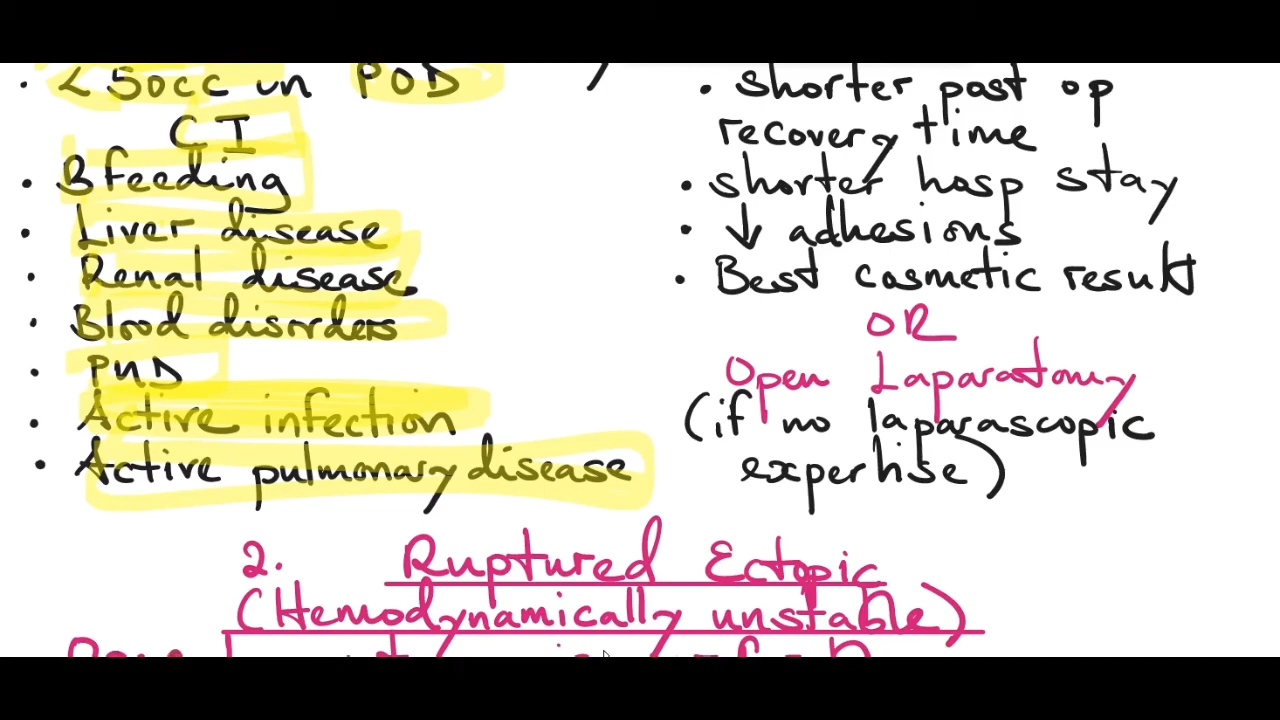 · < 50cc in POD
CI
· Bfeeding
· Liver disease
· Renal disease
· Blood disorders
· PUD
· Active infection
· Active pulmonary disease
· shorter post op
recovery time
· shorter hosp stay
· ↓ adhesions
· Best cosmetic result
OR
Open Laparatomy
(if no laparascopic
expertise)
2. Ruptured Ectopic
(Hemodynamically unstable)